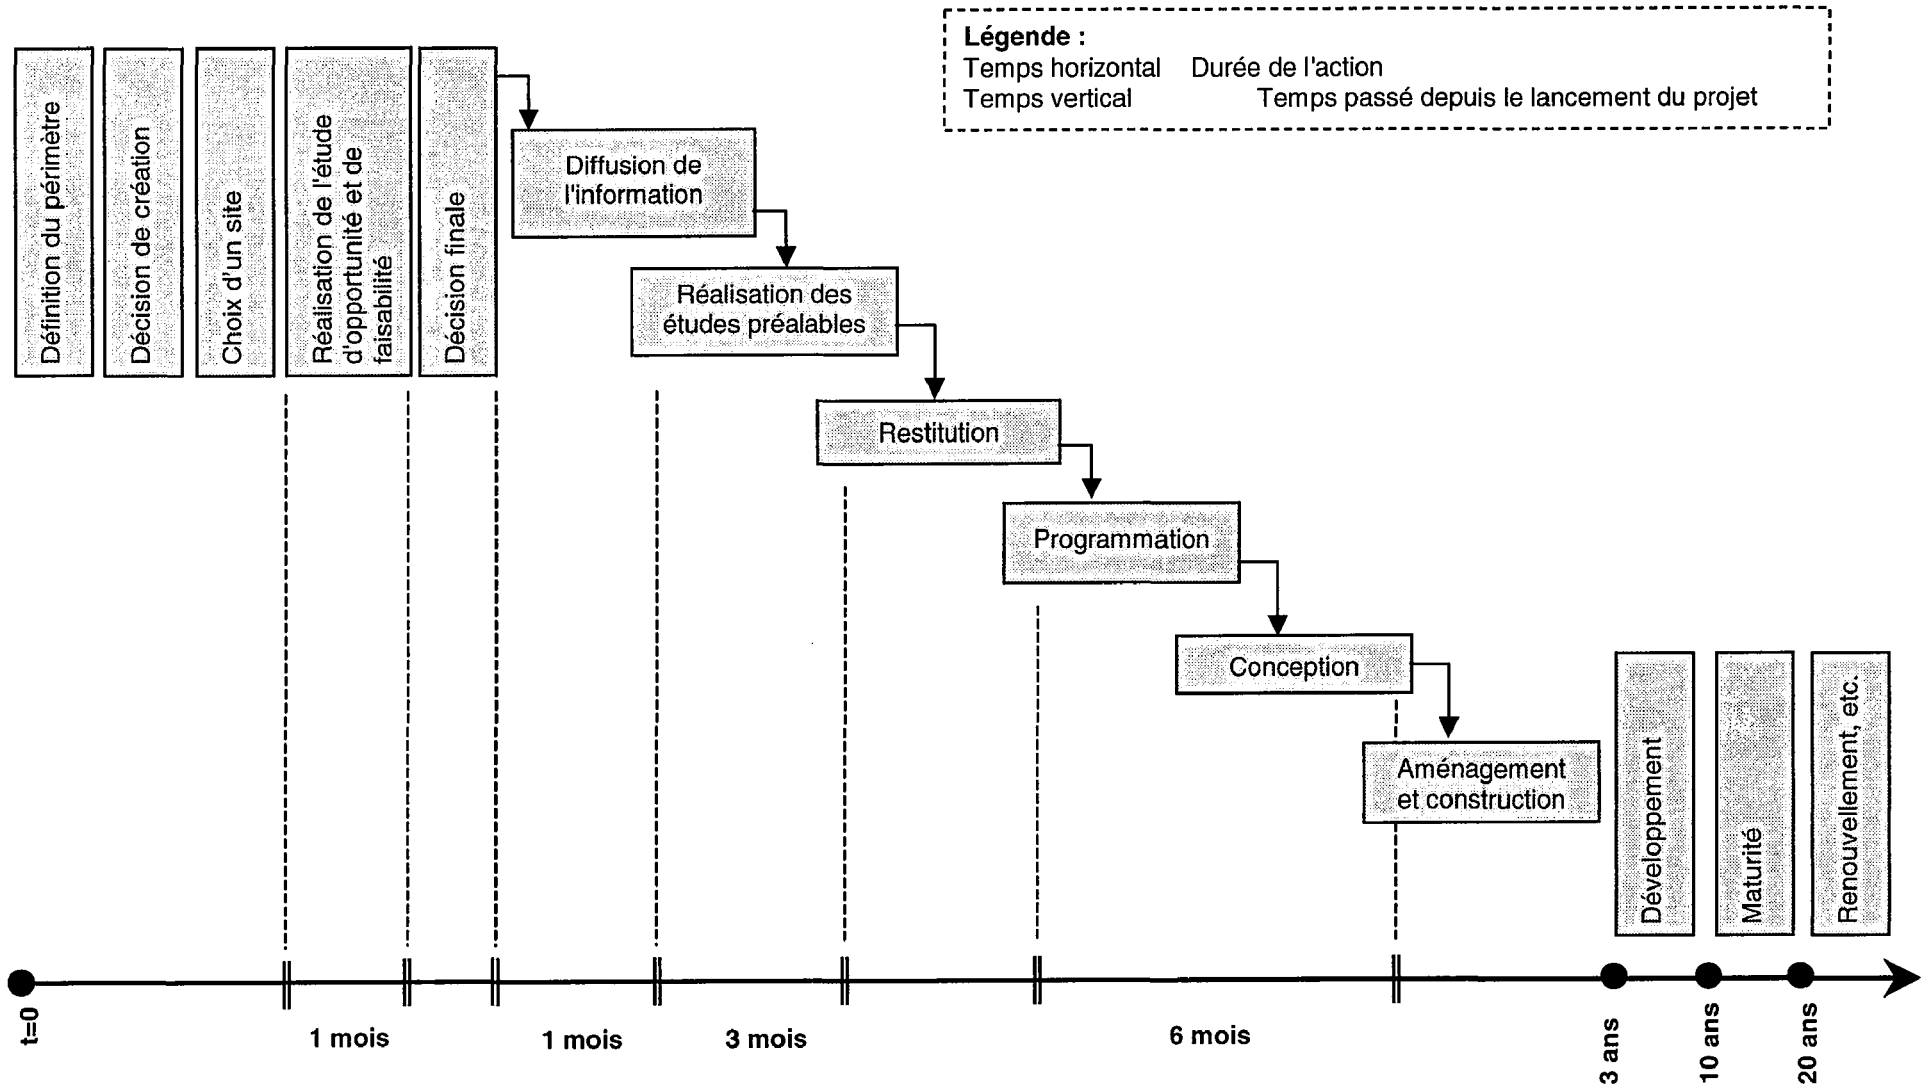 Légende :
Temps horizontal Durée de l'action
Temps vertical Temps passé depuis le lancement du projet
Définition du périmètre
Décision de création
Choix d'un site
Réalisation de l'étude
d'opportunité et de
faisabilité
Décision finale
Diffusion de
l'information
Réalisation des
études préalables
Restitution
Programmation
Conception
Aménagement
et construction
Développement
Maturité
Renouvellement, etc.
t=0
1 mois
1 mois
3 mois
6 mois
3 ans
10 ans
20 ans